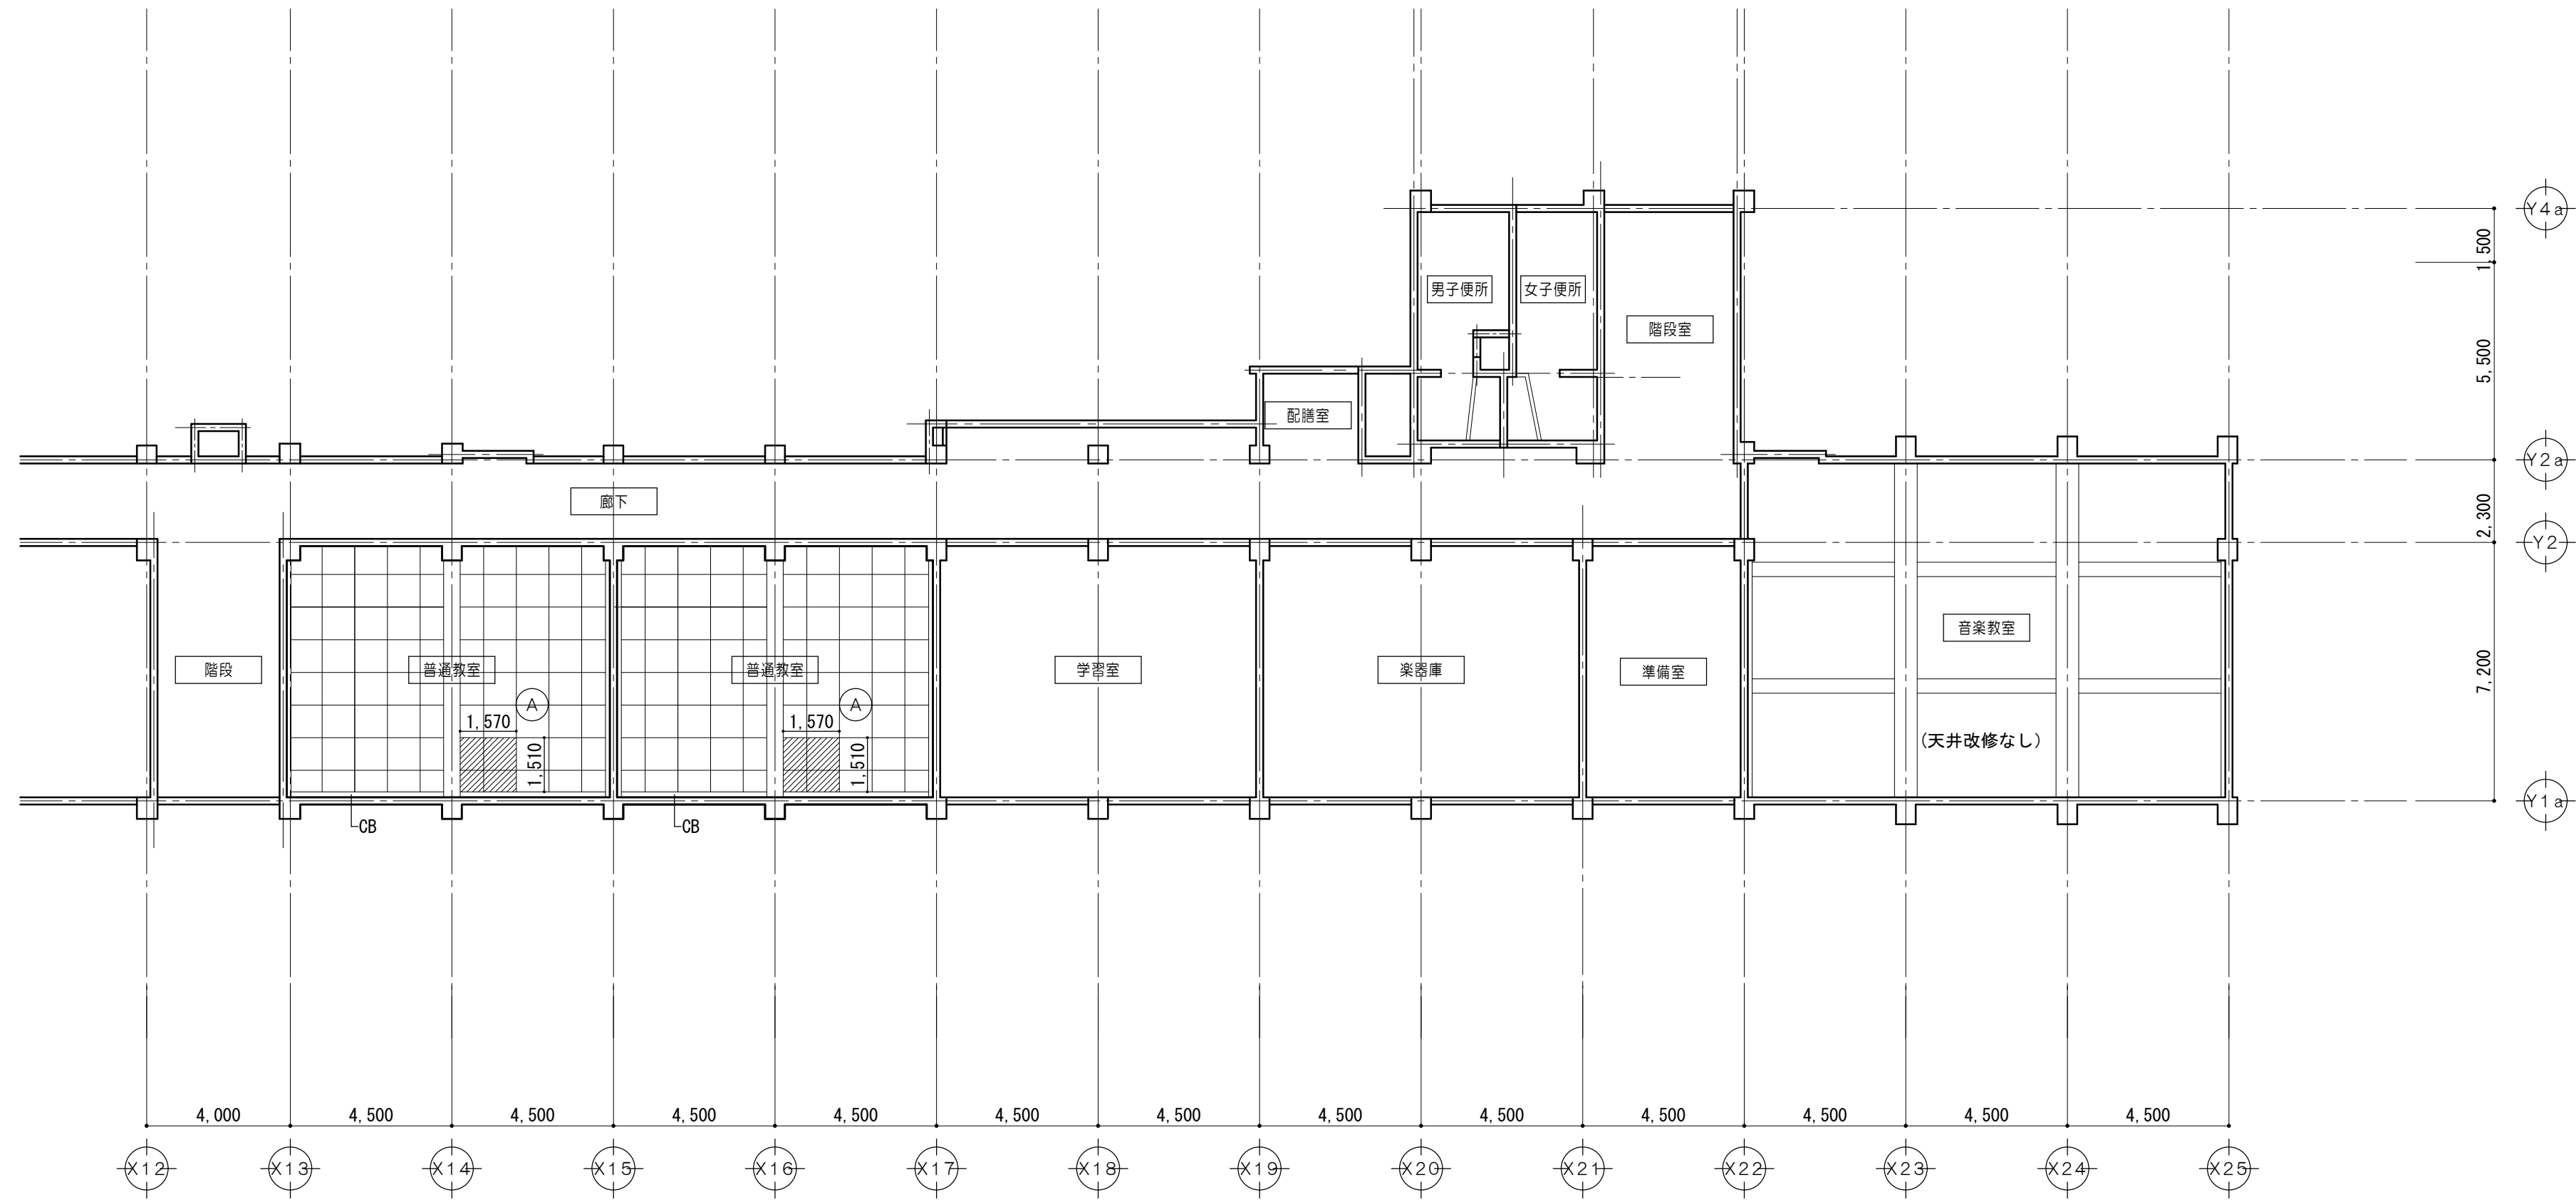 Y4a
1,500
男子便所
女子便所
階段室
5,500
配膳室
Y2a
廊下
2,300
Y2
音楽教室
階段
普通教室
普通教室
学習室
楽器庫
準備室
7,200
A
A
1,570
1,570
(天井改修なし)
1,510
1,510
Y1a
CB
CB
4,000
4,500
4,500
4,500
4,500
4,500
4,500
4,500
4,500
4,500
4,500
4,500
4,500
X12
X13
X14
X15
X16
X17
X18
X19
X20
X21
X22
X23
X24
X25